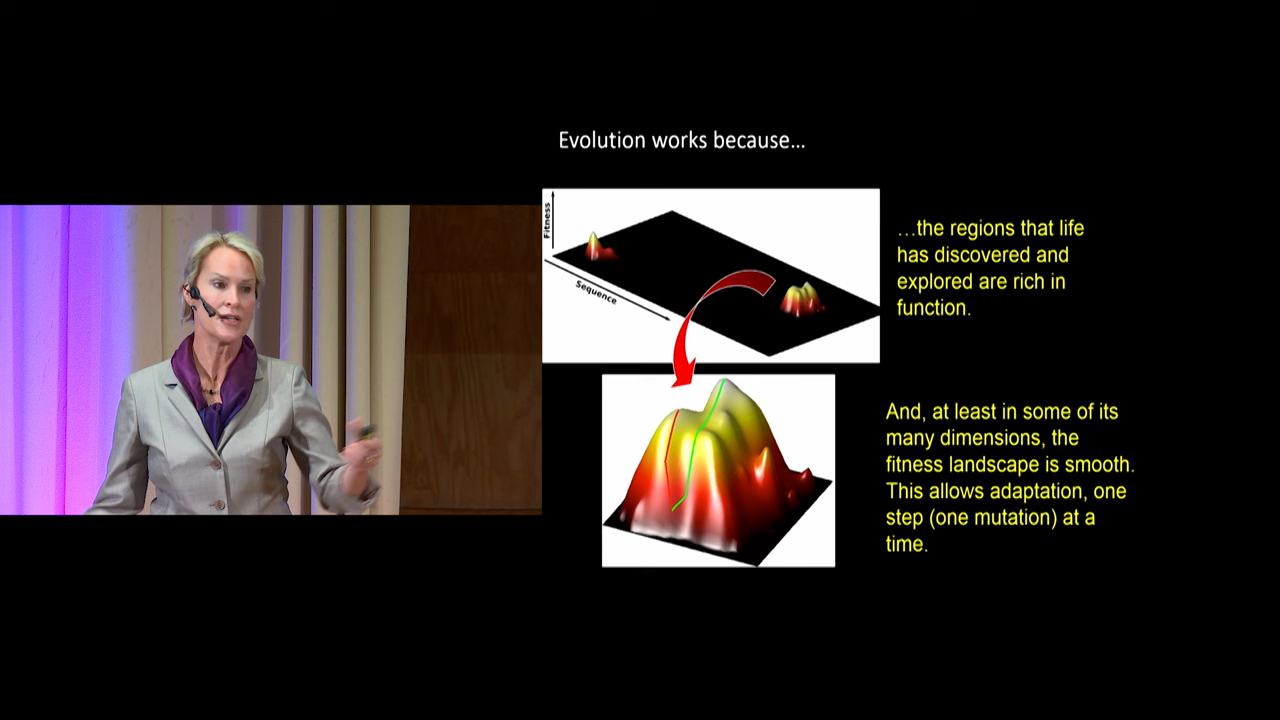 Evolution works because...
Fitness
Sequence
...the regions that life
has discovered and
explored are rich in
function.
And, at least in some of its
many dimensions, the
fitness landscape is smooth.
This allows adaptation, one
step (one mutation) at a
time.